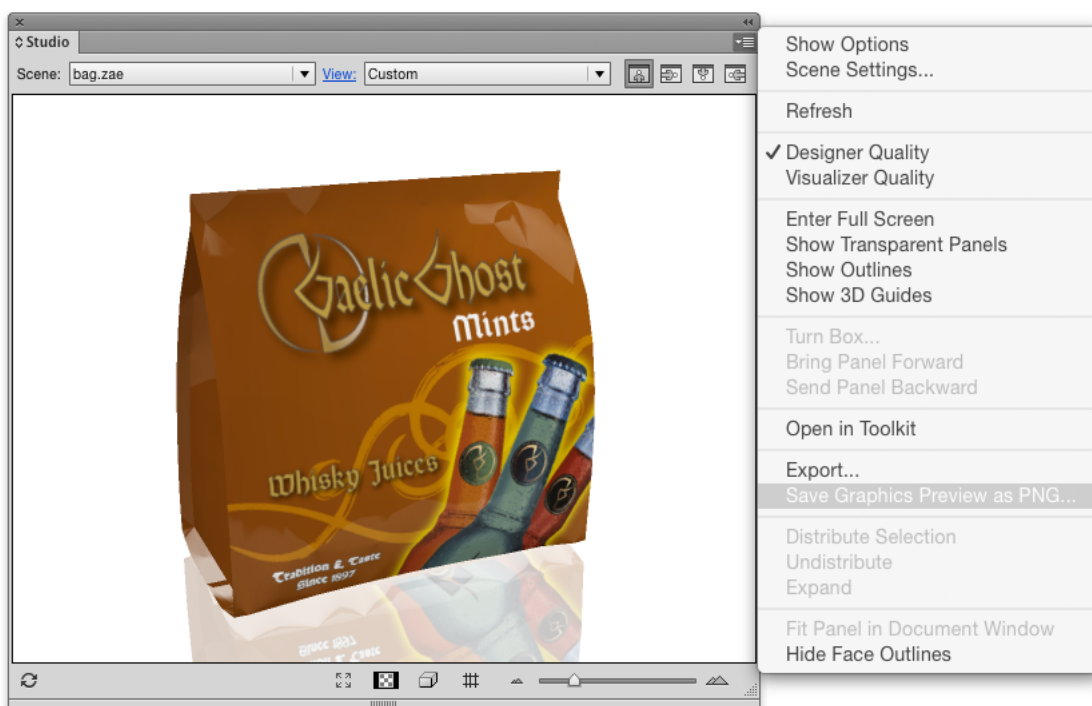 Studio
Scene: bag.zae View: Custom
Gaelic Ghost
Mints
Whisky Juices
Tradition & Taste
Since 1897
Show Options
Scene Settings...
Refresh
Designer Quality
Visualizer Quality
Enter Full Screen
Show Transparent Panels
Show Outlines
Show 3D Guides
Turn Box...
Bring Panel Forward
Send Panel Backward
Open in Toolkit
Export...
Save Graphics Preview as PNG...
Distribute Selection
Undistribute
Expand
Fit Panel in Document Window
Hide Face Outlines